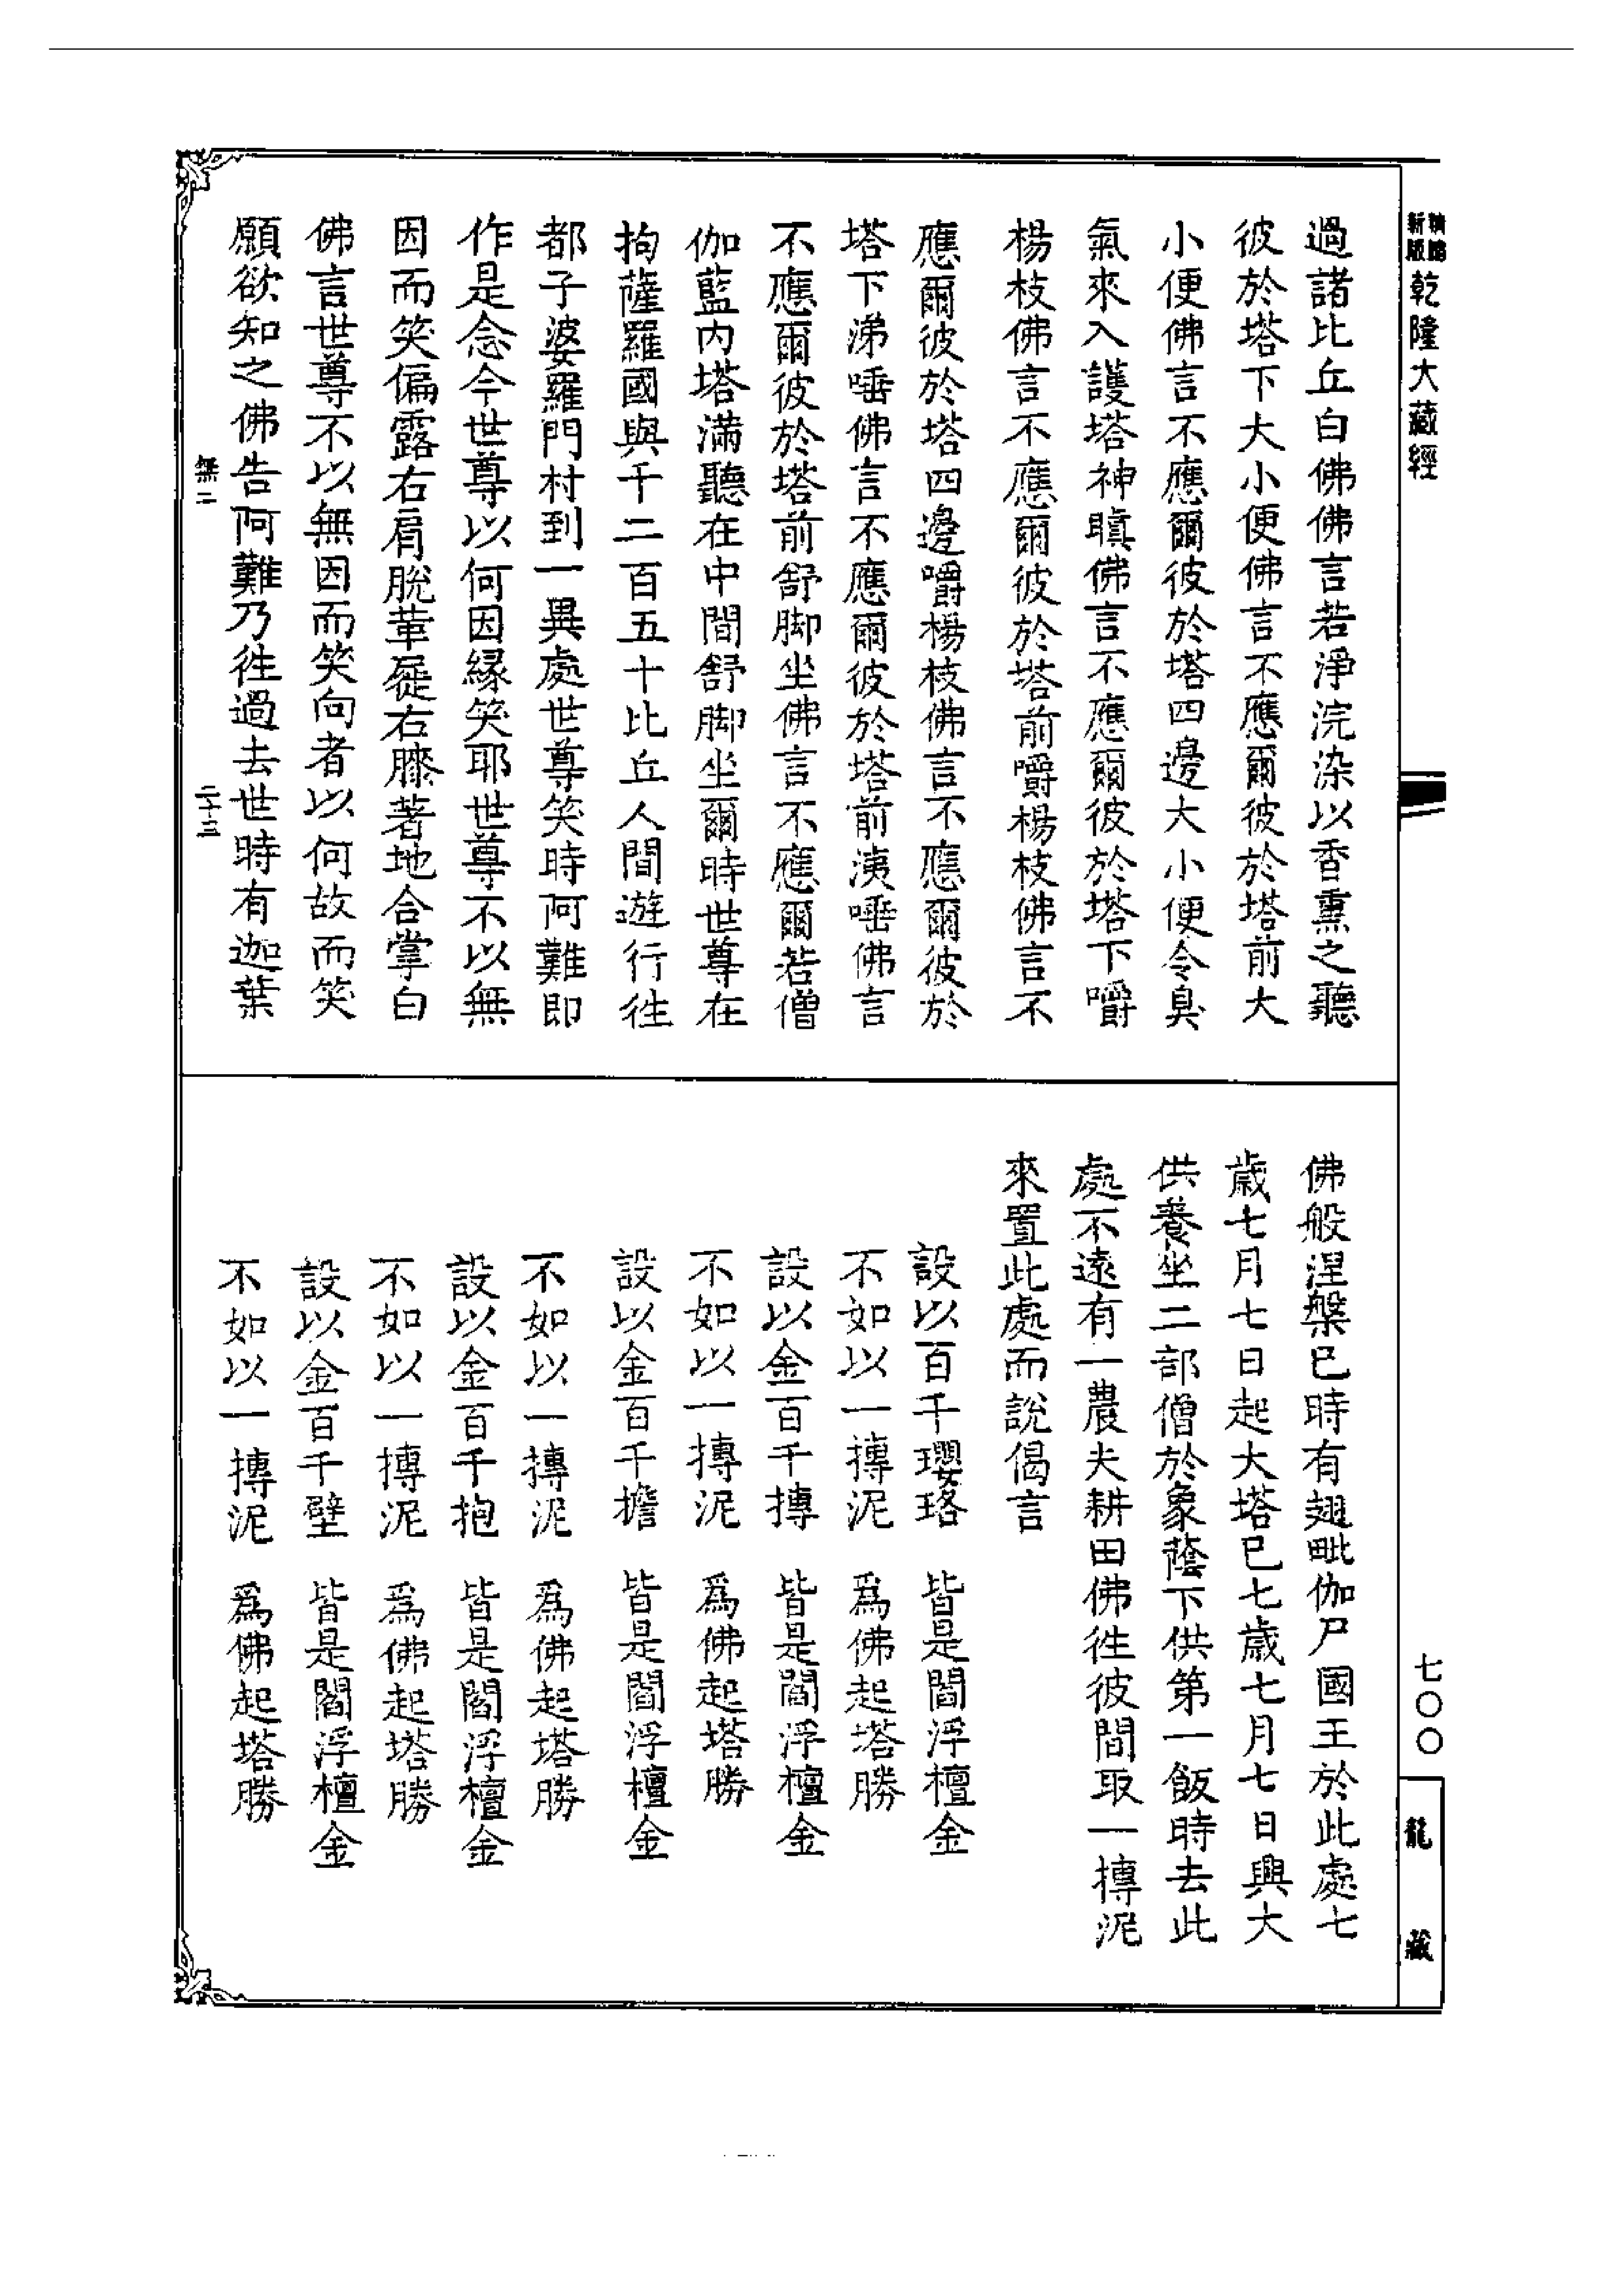 新版
乾隆大藏經
七〇〇
龍藏
過諸比丘白佛佛言若淨浣染以香熏之聽
彼於塔下大小便佛言不應爾彼於塔前大
小便佛言不應爾彼於塔四邊大小便令臭
氣來入護塔神瞋佛言不應爾彼於塔下嚼
楊枝佛言不應爾彼於塔前嚼楊枝佛言不
應爾彼於塔四邊嚼楊枝佛言不應爾彼於
塔下涕唾佛言不應爾彼於塔前洟唾佛言
不應爾彼於塔前舒脚坐佛言不應爾若僧
伽藍內塔滿聽在中間舒脚坐爾時世尊在
拘薩羅國與千二百五十比丘人間遊行往
都子婆羅門村到一異處世尊笑時阿難即
作是念今世尊以何因緣笑耶世尊不以無
因而笑偏露右肩脫革屣右膝著地合掌白
佛言世尊不以無因而笑向者以何故而笑
願欲知之佛告阿難乃往過去世時有迦葉
無二 二十三
佛般涅槃已時有翅毗伽尸國王於此處七
歲七月七日起大塔已七歲七月七日興大
供養坐二部僧於象蔭下供第一飯時去此
處不遠有一農夫耕田佛往彼間取一摶泥
來置此處而說偈言
設以百千瓔珞 皆是閻浮檀金
不如以一摶泥 為佛起塔勝
設以金百千摶 皆是閻浮檀金
不如以一摶泥 為佛起塔勝
設以金百千擔 皆是閻浮檀金
不如以一摶泥 為佛起塔勝
設以金百千抱 皆是閻浮檀金
不如以一摶泥 為佛起塔勝
設以金百千壁 皆是閻浮檀金
不如以一摶泥 為佛起塔勝